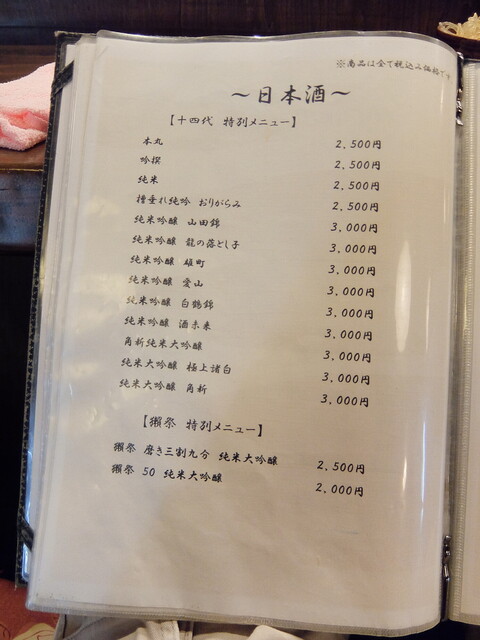 ※商品は全て税込み価格です
～日本酒～
【十四代 特別メニュー】
本丸 2,500円
吟撰 2,500円
純米 2,500円
槽垂れ純吟 おりがらみ 2,500円
純米吟醸 山田錦 3,000円
純米吟醸 龍の落とし子 3,000円
純米吟醸 雄町 3,000円
純米吟醸 愛山 3,000円
純米吟醸 白鶴錦 3,000円
純米吟醸 酒未来 3,000円
角新純米大吟醸 3,000円
純米大吟醸 極上諸白 3,000円
純米大吟醸 角新 3,000円
【獺祭 特別メニュー】
獺祭 磨き三割九分 純米大吟醸 2,500円
獺祭 50 純米大吟醸 2,000円